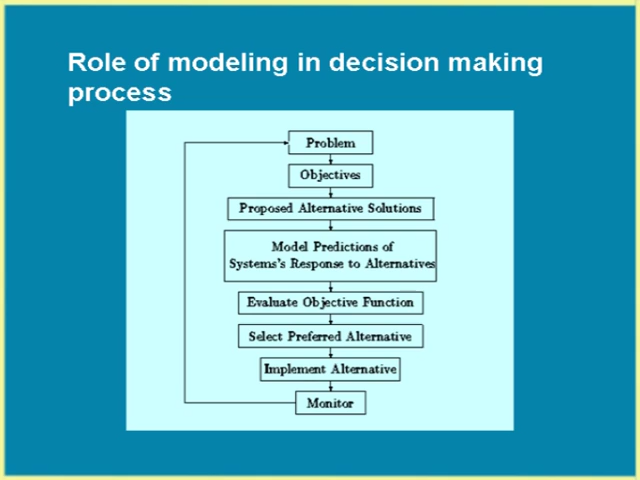 Role of modeling in decision making
process
Problem
Objectives
Proposed Alternative Solutions
Model Predictions of
Systems's Response to Alternatives
Evaluate Objective Function
Select Preferred Alternative
Implement Alternative
Monitor